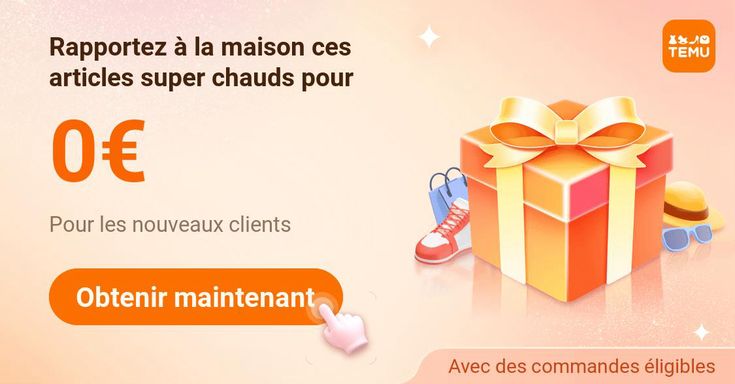 Rapportez à la maison ces
articles super chauds pour
0€
Pour les nouveaux clients
Obtenir maintenant
TEMU
Avec des commandes éligibles